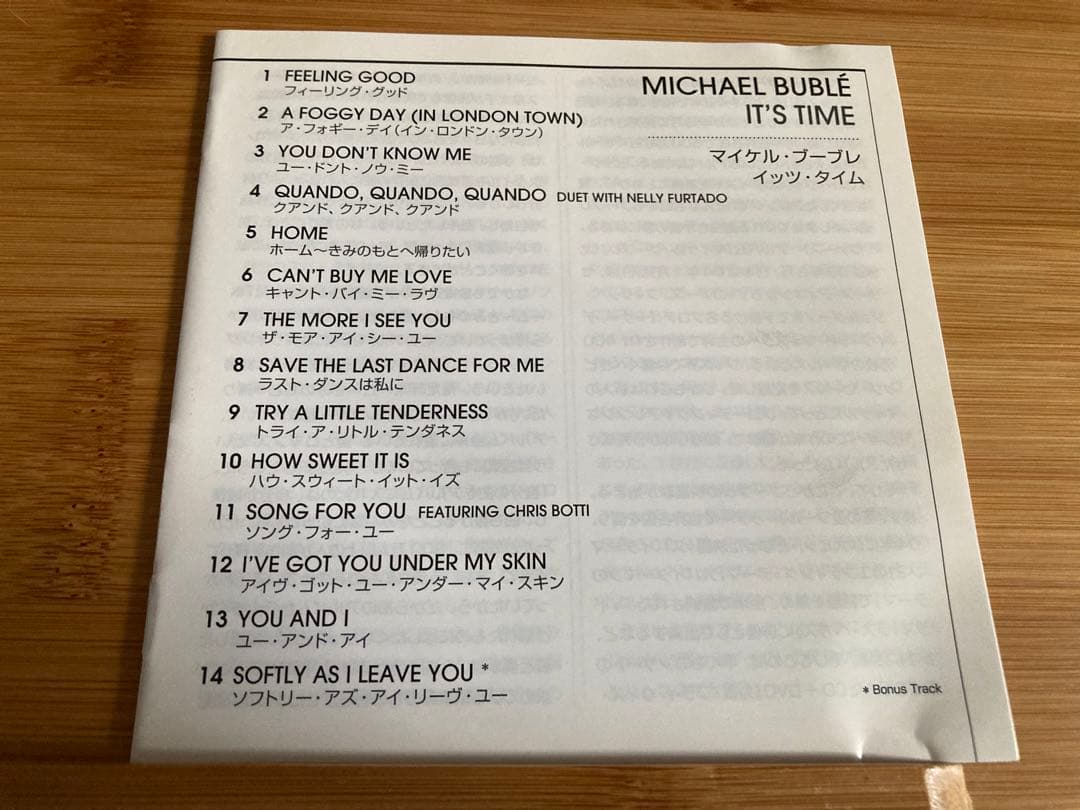 MICHAEL BUBLÉ
IT'S TIME
マイケル・ブーブレ
イッツ・タイム
1 FEELING GOOD
フィーリング・グッド
2 A FOGGY DAY (IN LONDON TOWN)
ア・フォギー・デイ(イン・ロンドン・タウン)
3 YOU DON'T KNOW ME
ユー・ドント・ノウ・ミー
4 QUANDO, QUANDO, QUANDO DUET WITH NELLY FURTADO
クアンド、クアンド、クアンド
5 HOME
ホーム〜きみのもとへ帰りたい
6 CAN'T BUY ME LOVE
キャント・バイ・ミー・ラヴ
7 THE MORE I SEE YOU
ザ・モア・アイ・シー・ユー
8 SAVE THE LAST DANCE FOR ME
ラスト・ダンスは私に
9 TRY A LITTLE TENDERNESS
トライ・ア・リトル・テンダネス
10 HOW SWEET IT IS
ハウ・スウィート・イット・イズ
11 SONG FOR YOU FEATURING CHRIS BOTTI
ソング・フォー・ユー
12 I'VE GOT YOU UNDER MY SKIN
アイヴ・ゴット・ユー・アンダー・マイ・スキン
13 YOU AND I
ユー・アンド・アイ
14 SOFTLY AS I LEAVE YOU *
ソフトリー・アズ・アイ・リーヴ・ユー
* Bonus Track